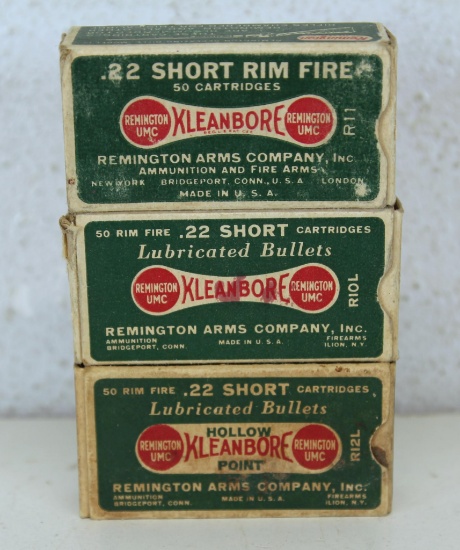 Remington
.22 SHORT RIM FIRE
50 CARTRIDGES
REMINGTON UMC KLEANBORE REMINGTON UMC
R11
REMINGTON ARMS COMPANY, INC.
AMMUNITION AND FIRE ARMS
NEW YORK BRIDGEPORT, CONN., U.S.A. LONDON
MADE IN U.S.A.
50 RIM FIRE .22 SHORT CARTRIDGES
Lubricated Bullets
REMINGTON UMC KLEANBORE REMINGTON UMC
R10L
REMINGTON ARMS COMPANY, INC.
AMMUNITION MADE IN U.S.A. FIREARMS
BRIDGEPORT, CONN. ILION, N.Y.
50 RIM FIRE .22 SHORT CARTRIDGES
Lubricated Bullets
HOLLOW
REMINGTON UMC KLEANBORE REMINGTON UMC
POINT
R12L
REMINGTON ARMS COMPANY, INC.
AMMUNITION MADE IN U.S.A. FIREARMS
BRIDGEPORT, CONN. ILION, N.Y.